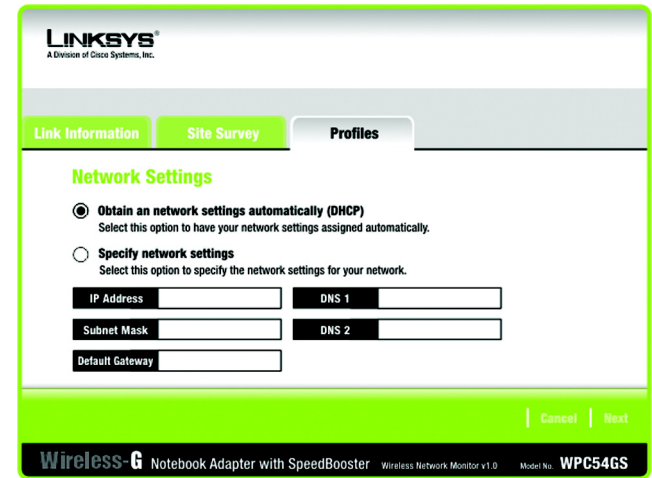 LINKSYS®
A Division of Cisco Systems, Inc.
Link Information Site Survey Profiles
Network Settings
Obtain an network settings automatically (DHCP)
Select this option to have your network settings assigned automatically.
Specify network settings
Select this option to specify the network settings for your network.
IP Address DNS 1
Subnet Mask DNS 2
Default Gateway
Cancel Next
Wireless-G Notebook Adapter with SpeedBooster Wireless Network Monitor v1.0 Model No. WPC54GS